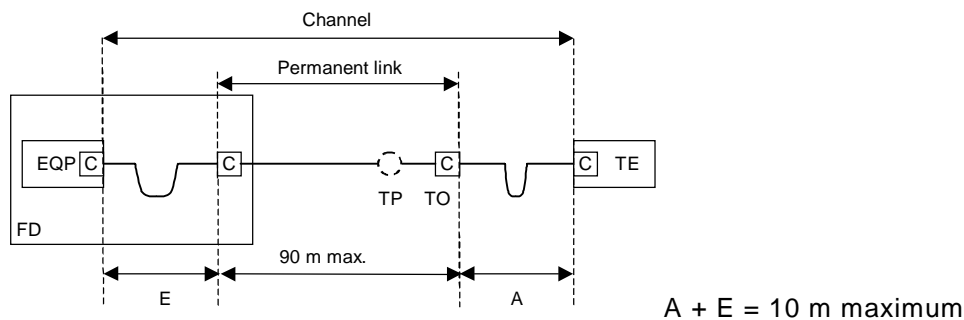 Channel
Permanent link
EQP C C C C TE
TP TO
FD
90 m max.
E A
A + E = 10 m maximum